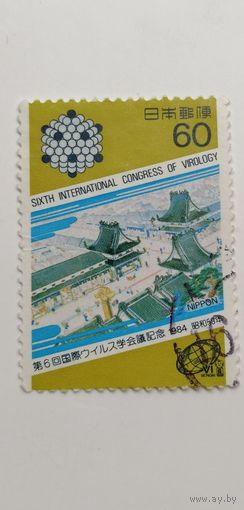 日本郵便
60
SIXTH INTERNATIONAL CONGRESS OF VIROLOGY
NIPPON
第6回国際ウイルス学会議記念 1984 昭和59年
VI
SENDAI
ay.by